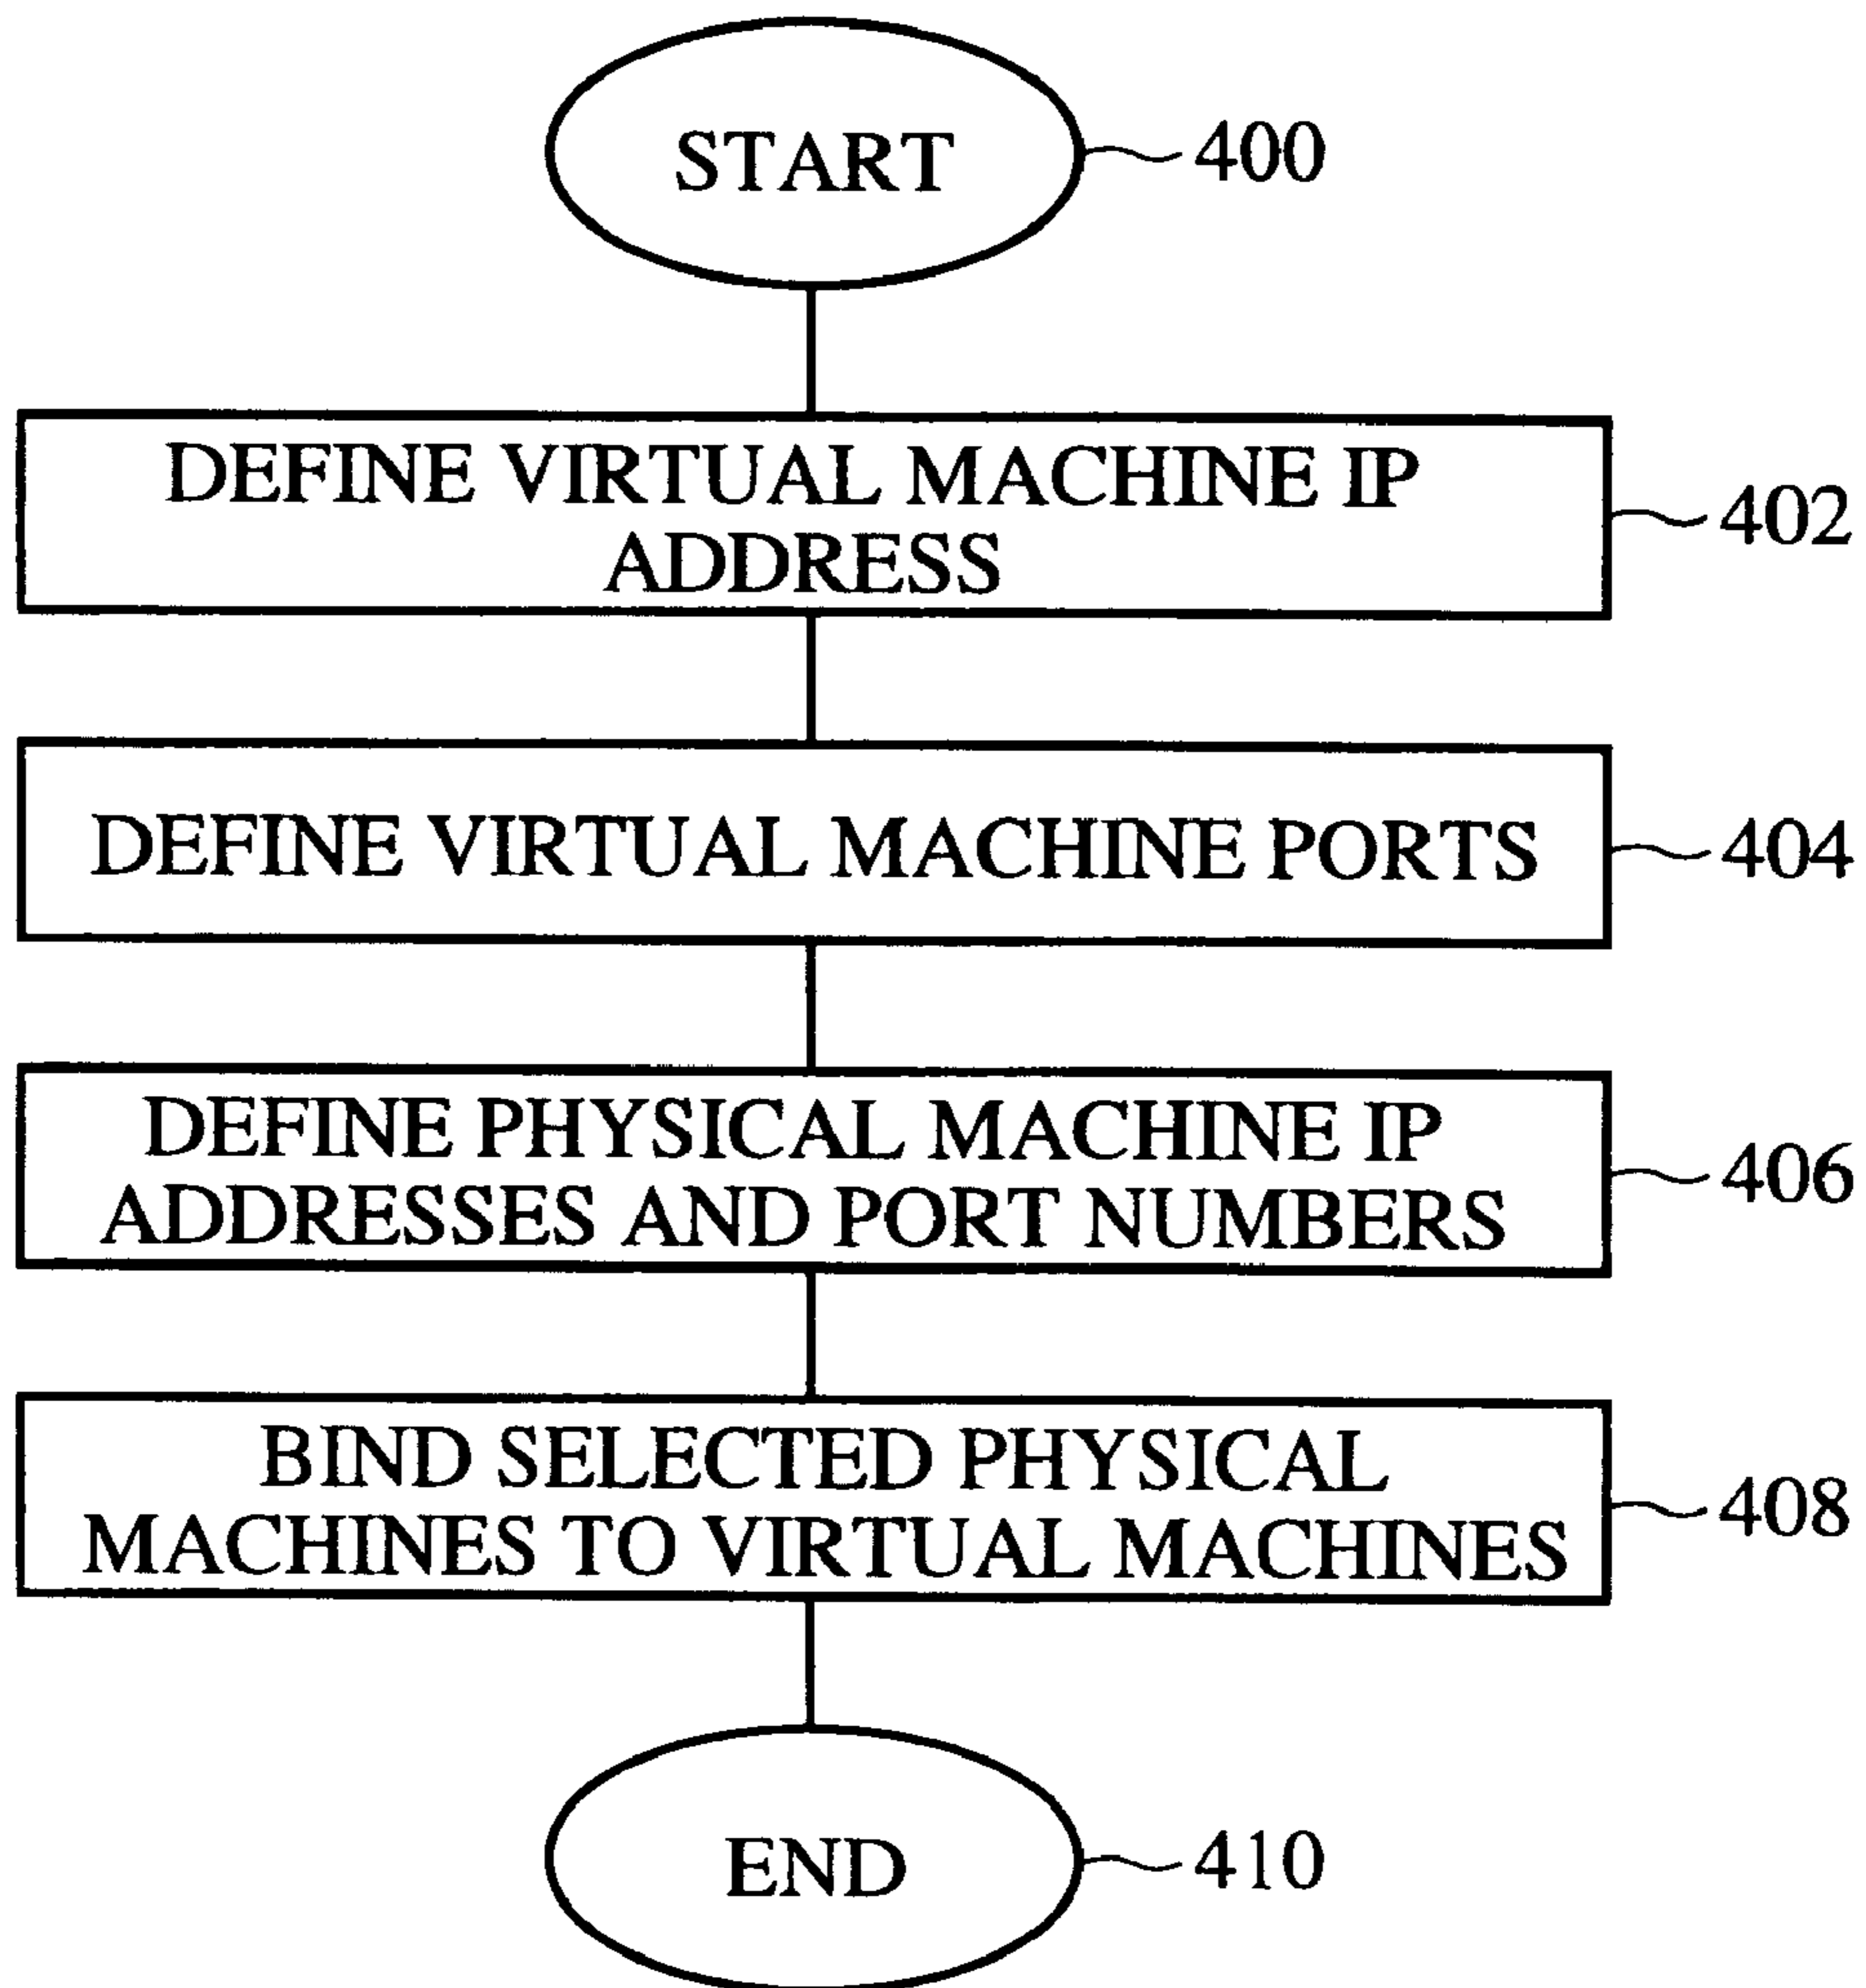 START
400
DEFINE VIRTUAL MACHINE IP
ADDRESS
402
DEFINE VIRTUAL MACHINE PORTS
404
DEFINE PHYSICAL MACHINE IP
ADDRESSES AND PORT NUMBERS
406
BIND SELECTED PHYSICAL
MACHINES TO VIRTUAL MACHINES
408
END
410